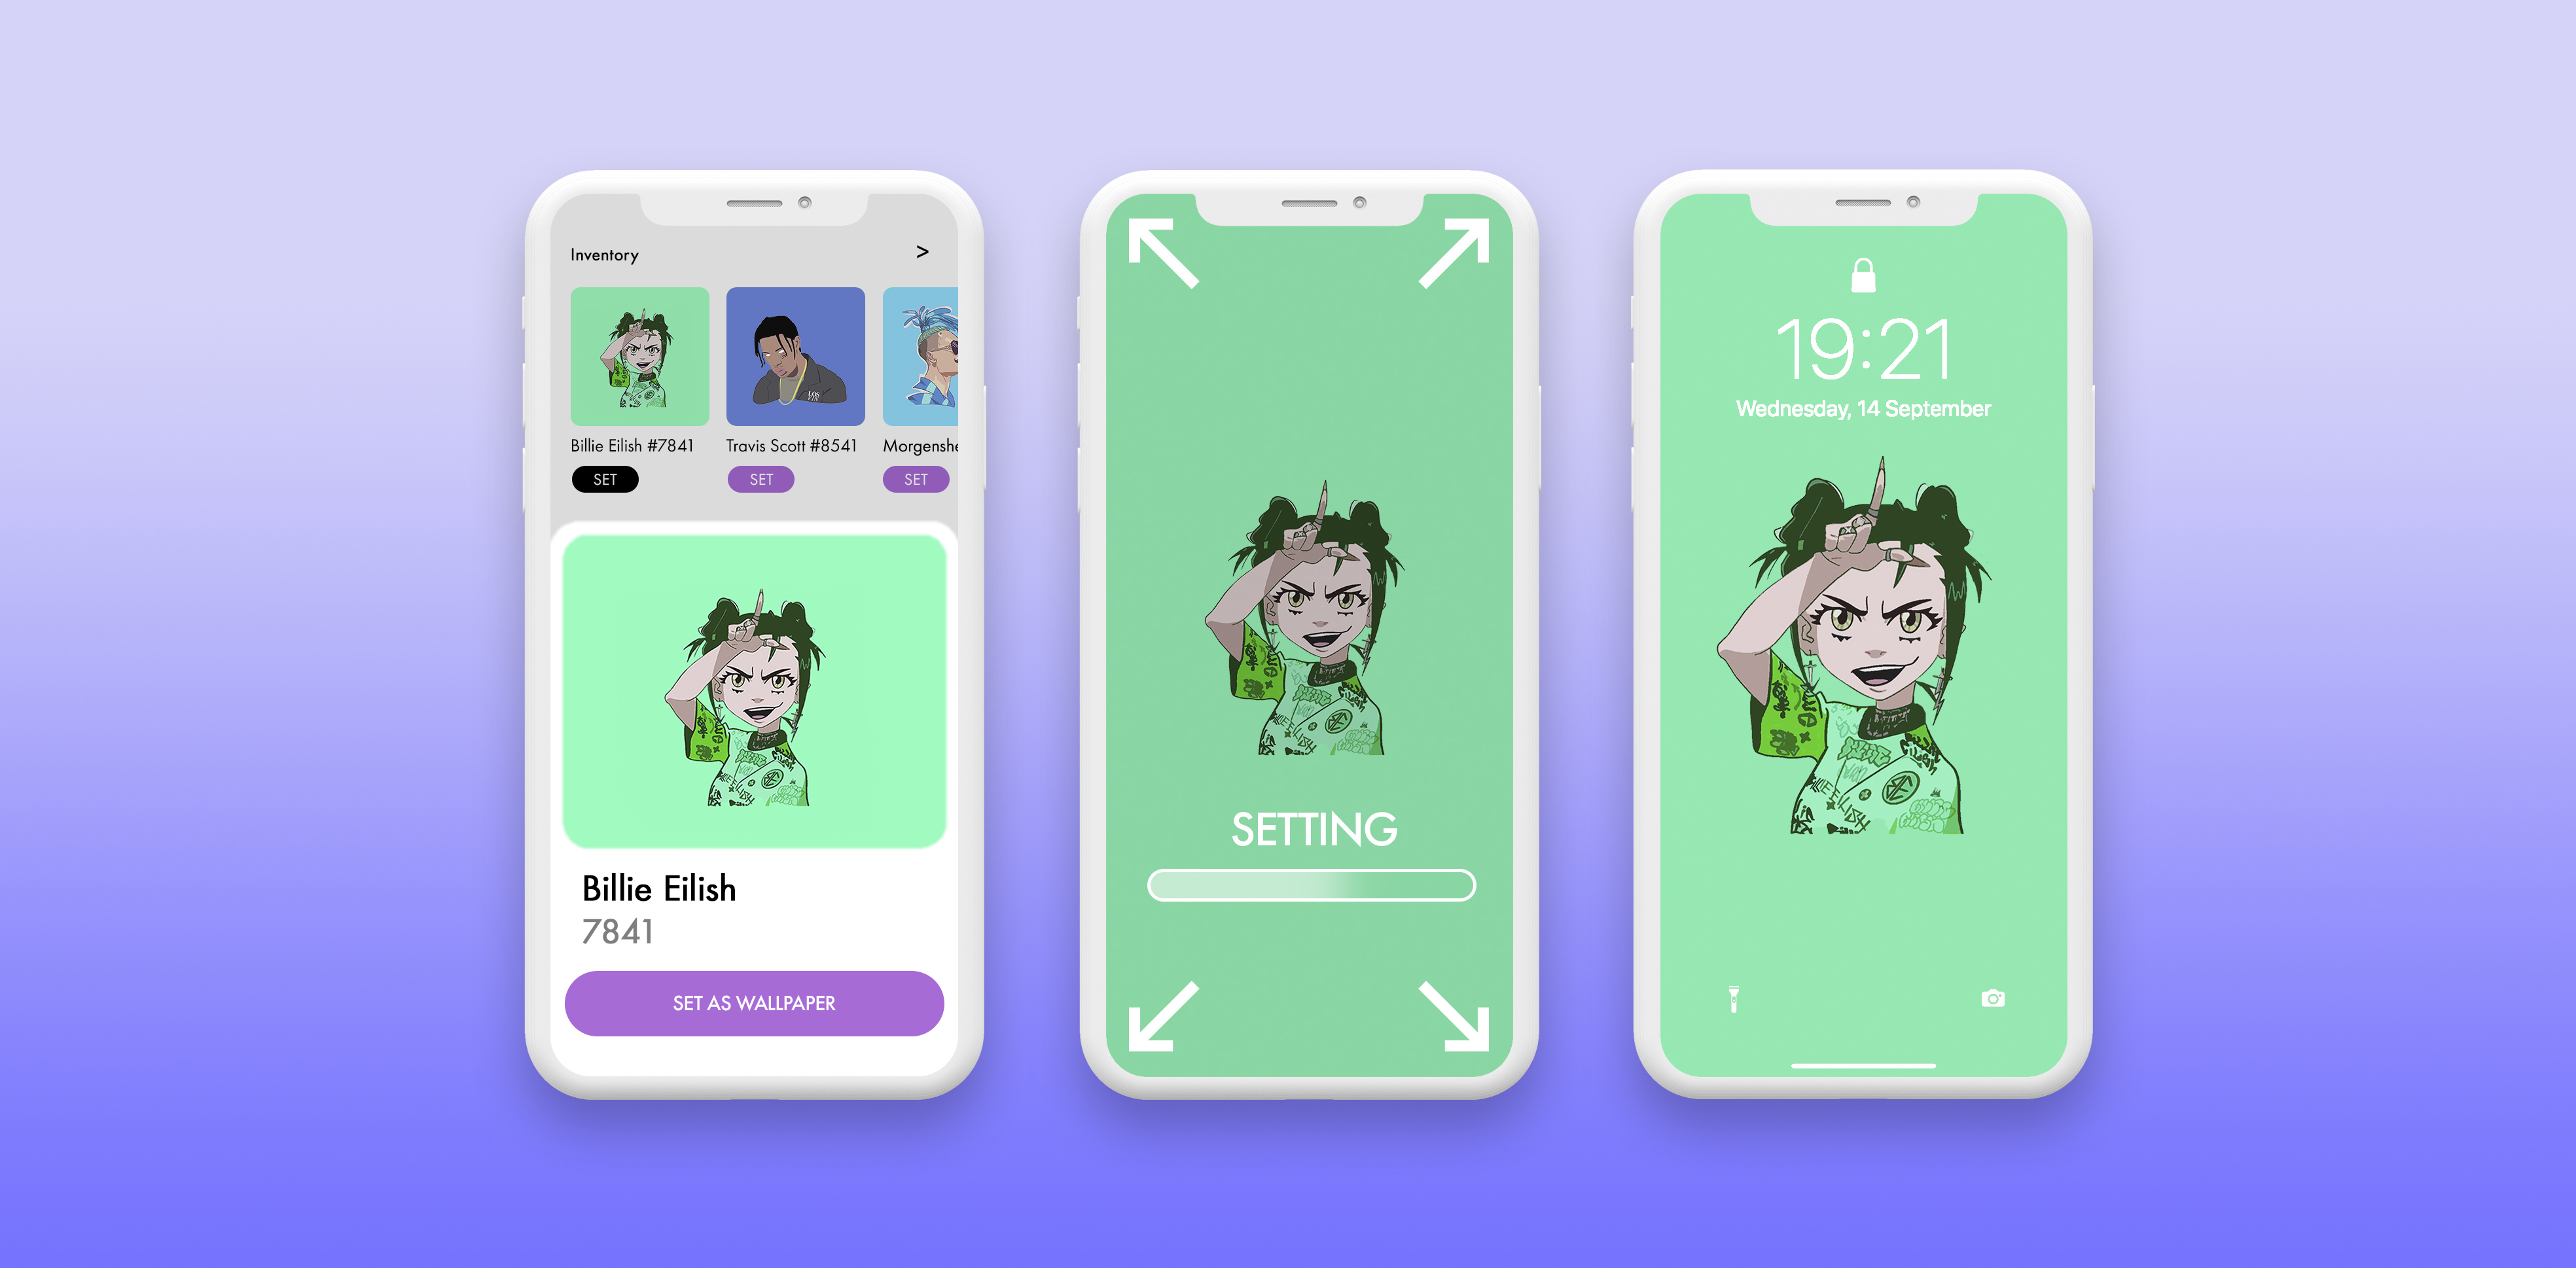 Inventory >
Billie Eilish #7841
Travis Scott #8541
Morgenshe
SET
SET
SET
Billie Eilish
7841
SET AS WALLPAPER
SETTING
19:21
Wednesday, 14 September